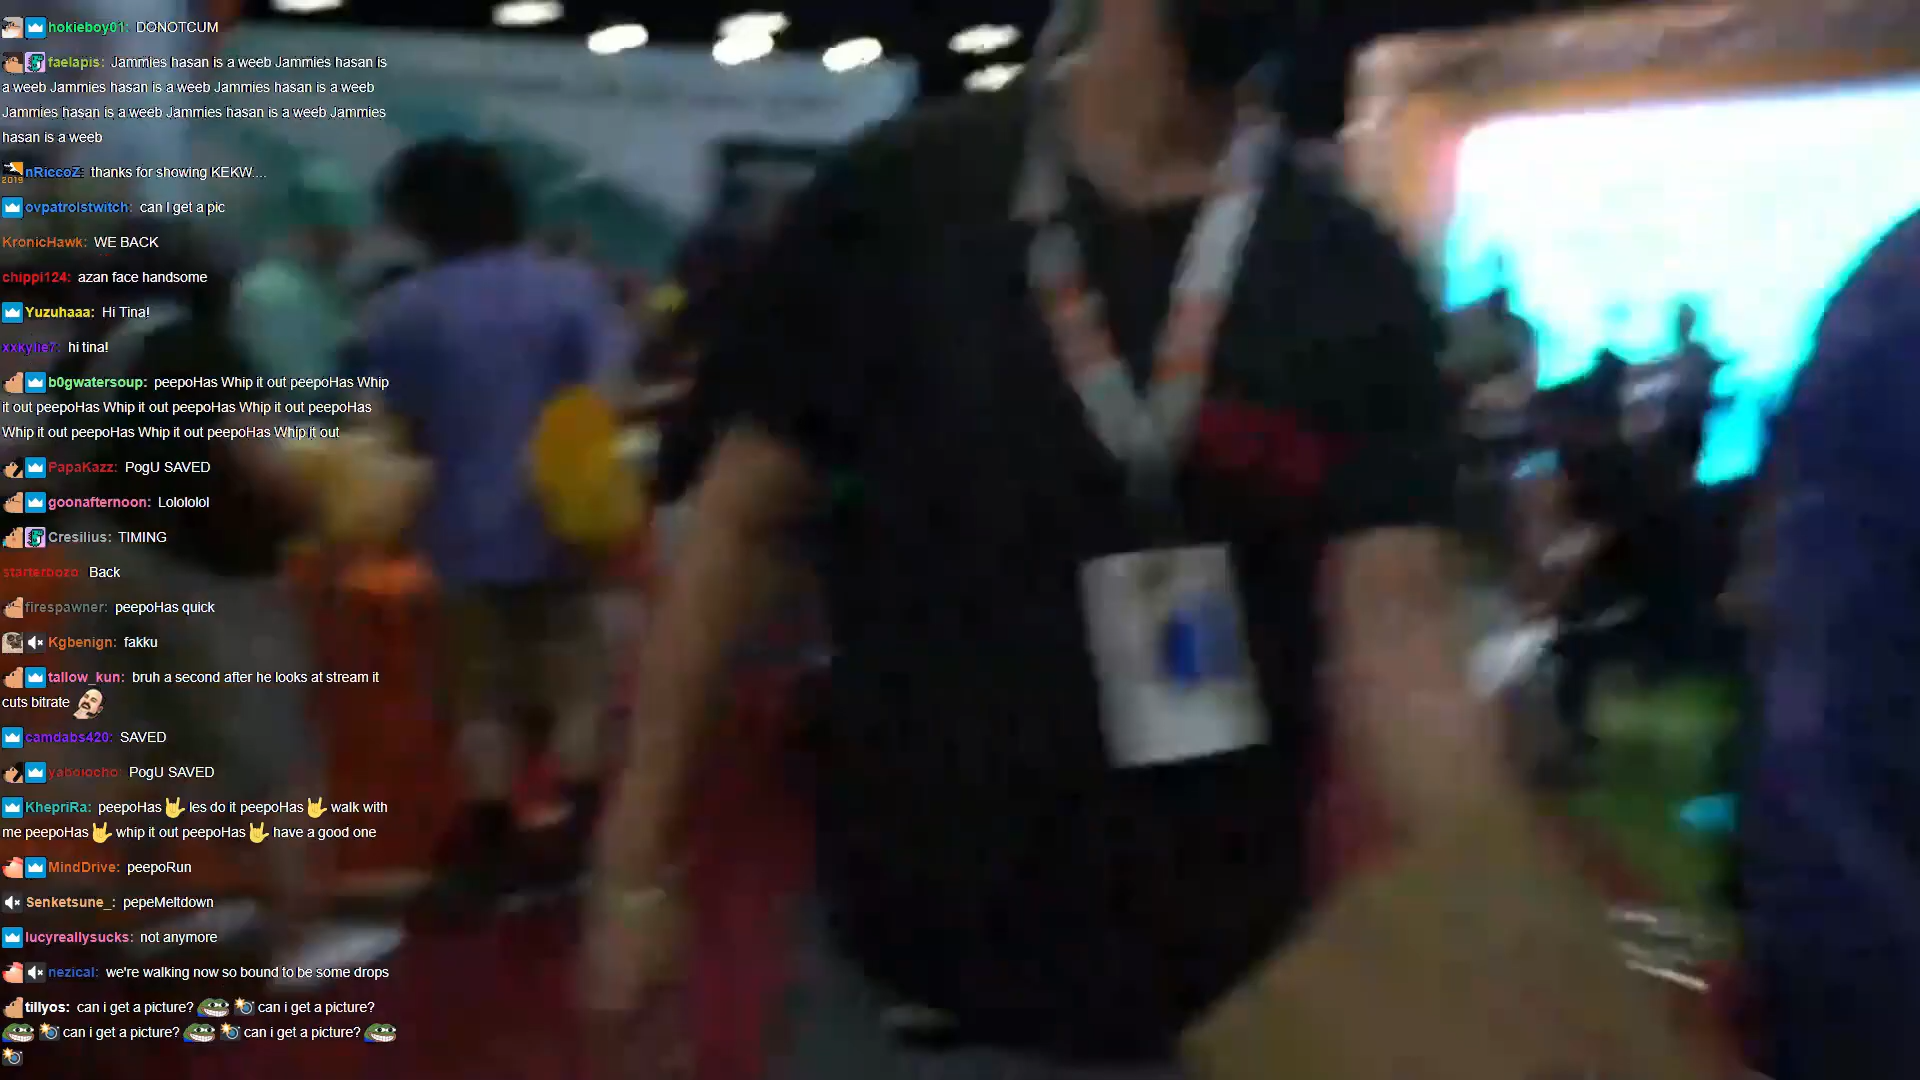 hokieboy01: DONOTCUM
faelapis: Jammies hasan is a weeb Jammies hasan is
a weeb Jammies hasan is a weeb Jammies hasan is a weeb
Jammies hasan is a weeb Jammies hasan is a weeb Jammies
hasan is a weeb
2019 nRiccoZ: thanks for showing KEKW....
ovpatrolstwitch: can I get a pic
KronicHawk: WE BACK
chippi124: azan face handsome
Yuzuhaaa: Hi Tina!
xxkylie7: hi tina!
b0gwatersoup: peepoHas Whip it out peepoHas Whip
it out peepoHas Whip it out peepoHas Whip it out peepoHas
Whip it out peepoHas Whip it out peepoHas Whip it out
PapaKazz: PogU SAVED
goonafternoon: Lolololol
Cresilius: TIMING
starterbozo: Back
firespawner: peepoHas quick
Kgbenign: fakku
tallow_kun: bruh a second after he looks at stream it
cuts bitrate
camdabs420: SAVED
yabolocho: PogU SAVED
KhepriRa: peepoHas les do it peepoHas walk with
me peepoHas whip it out peepoHas have a good one
MindDrive: peepoRun
Senketsune_: pepeMeltdown
lucyreallysucks: not anymore
nezical: we're walking now so bound to be some drops
tillyos: can i get a picture? can i get a picture?
can i get a picture? can i get a picture?